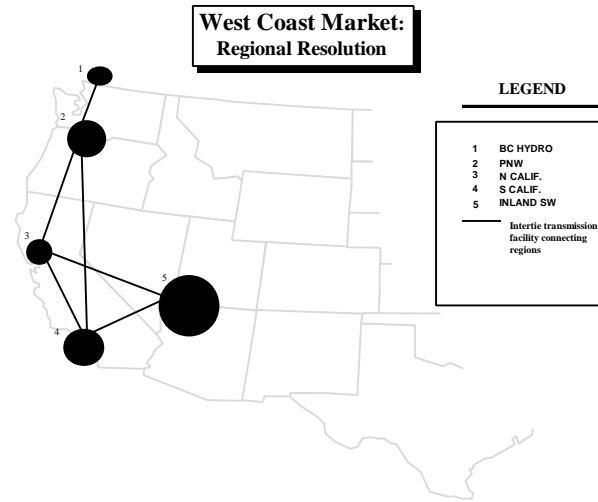 West Coast Market:
Regional Resolution
1
2
3
4
5
LEGEND
1 BC HYDRO
2 PNW
3 N CALIF.
4 S CALIF.
5 INLAND SW
Intertie transmission
facility connecting
regions